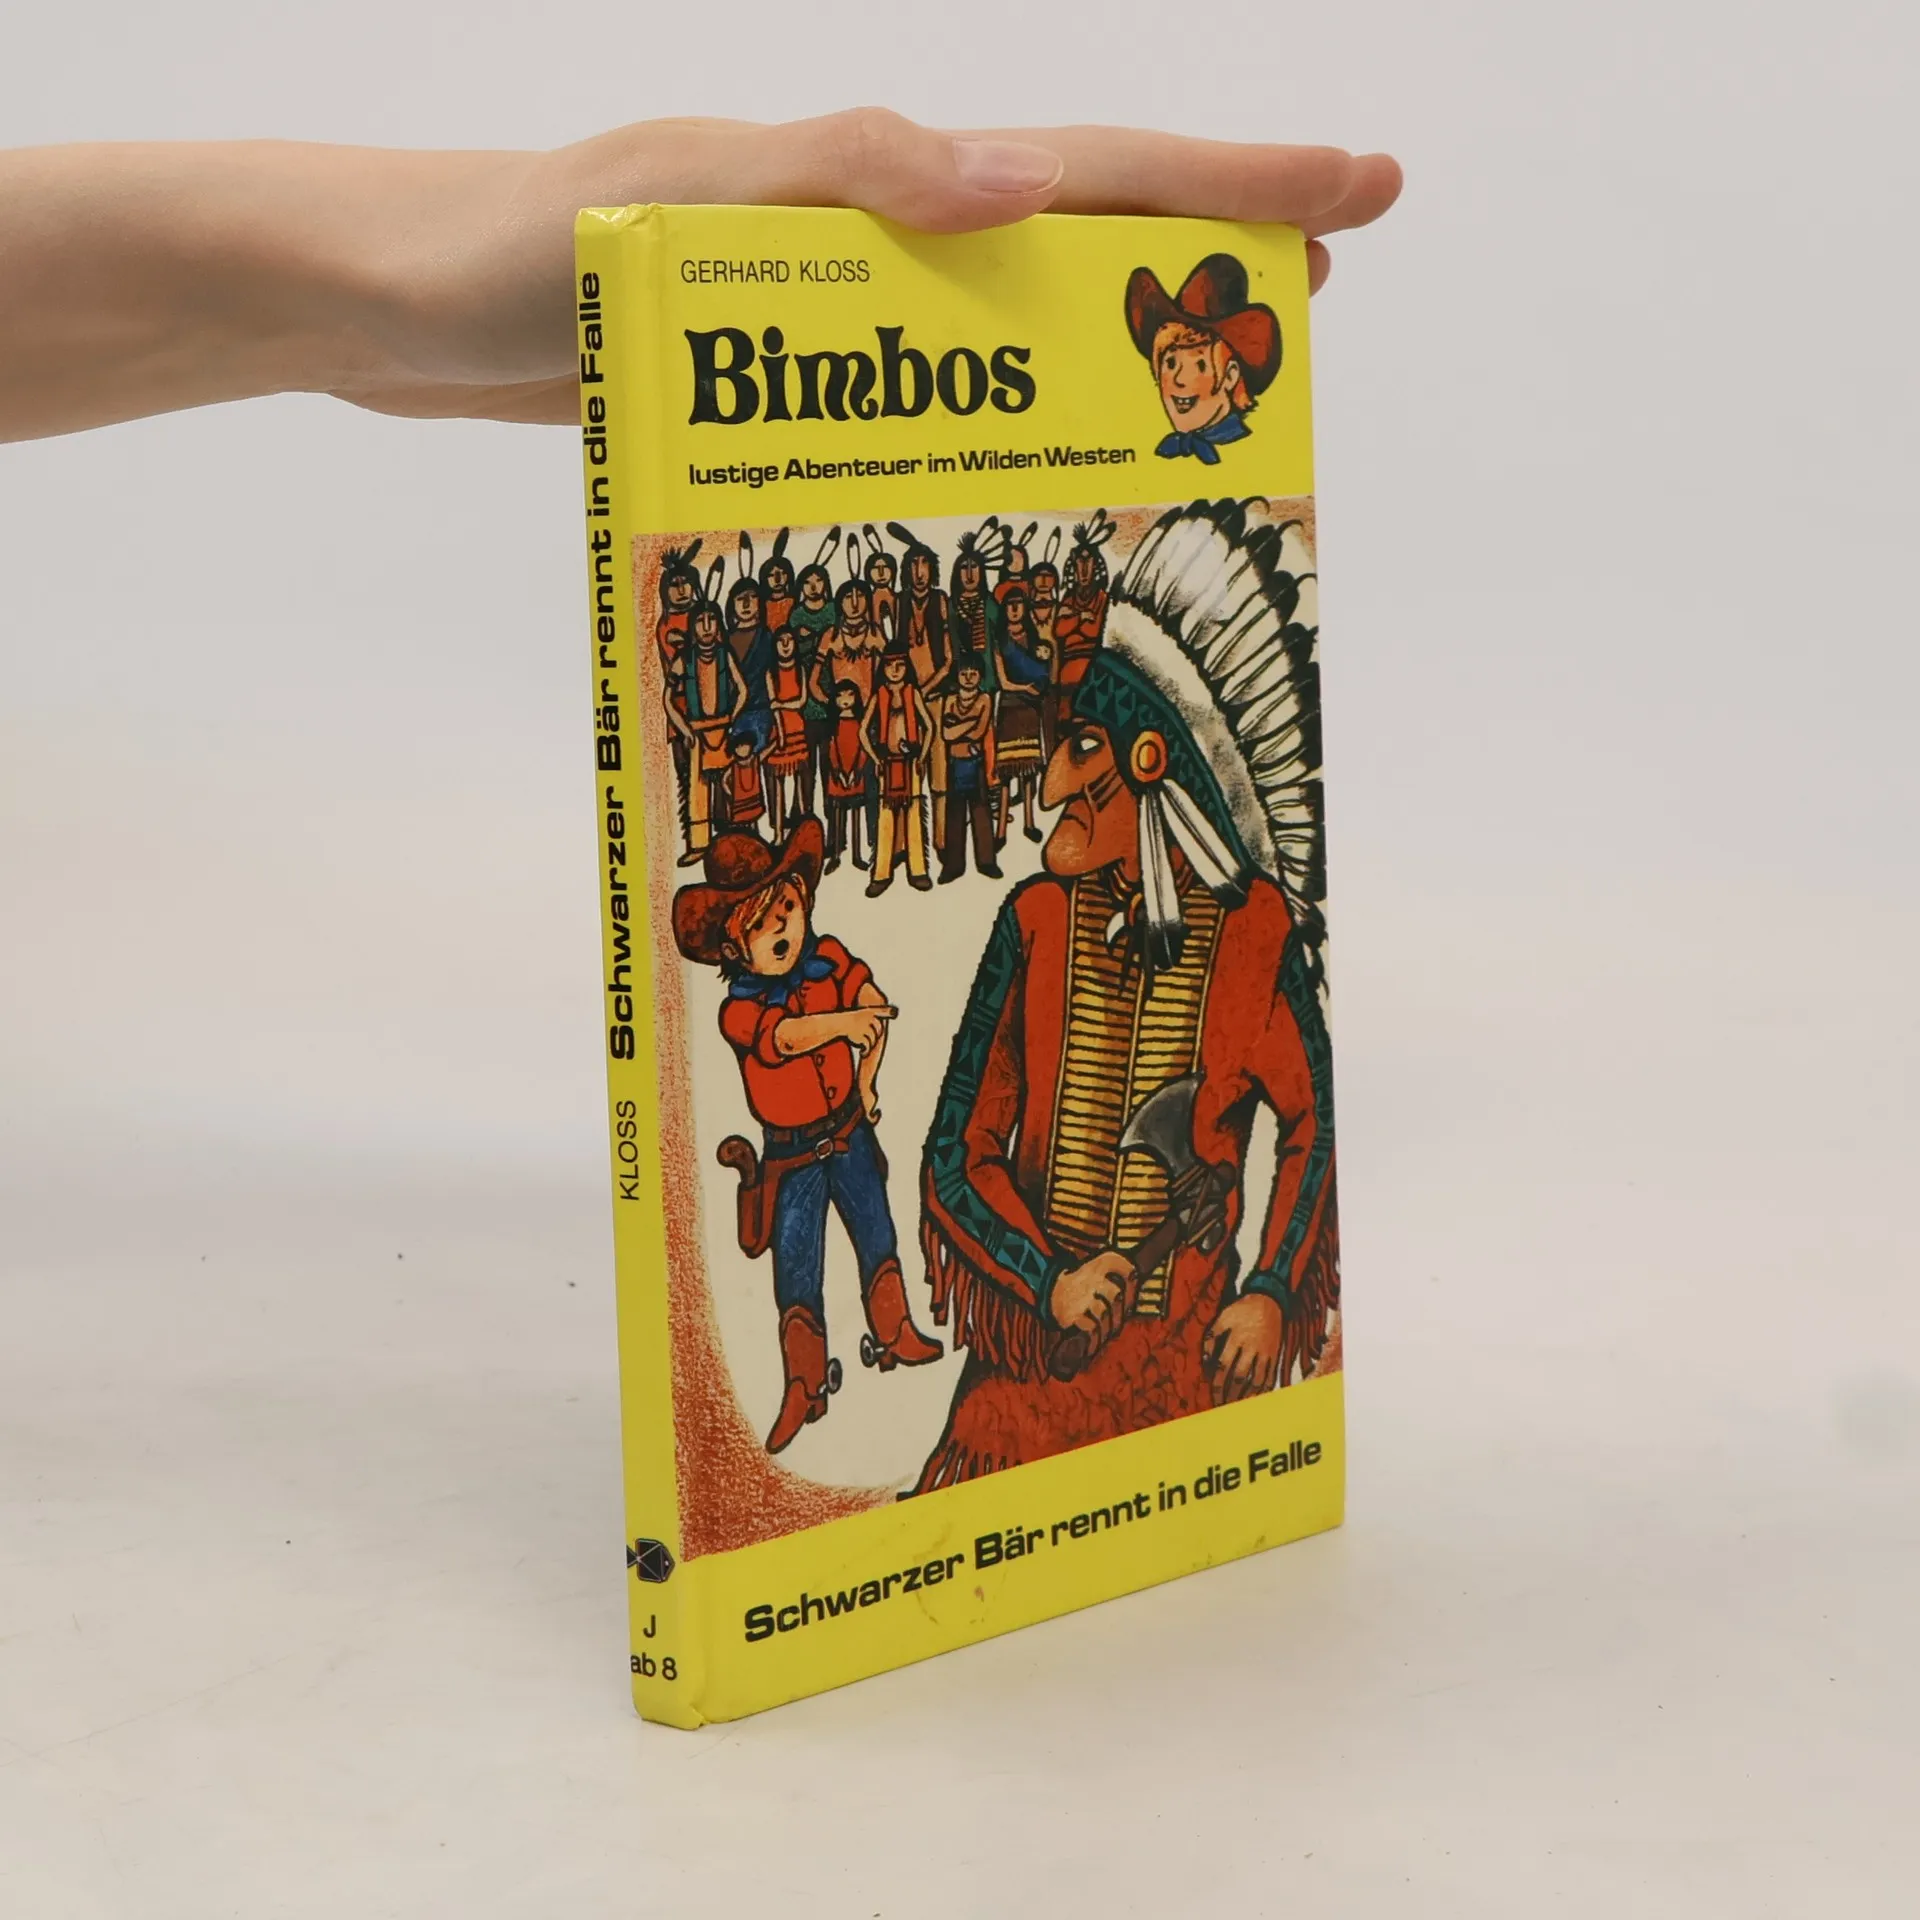 GERHARD KLOSS
Bimbos
lustige Abenteuer im Wilden Westen
Schwarzer Bär rennt in die Falle
KLOSS Schwarzer Bär rennt in die Falle
J
ab 8